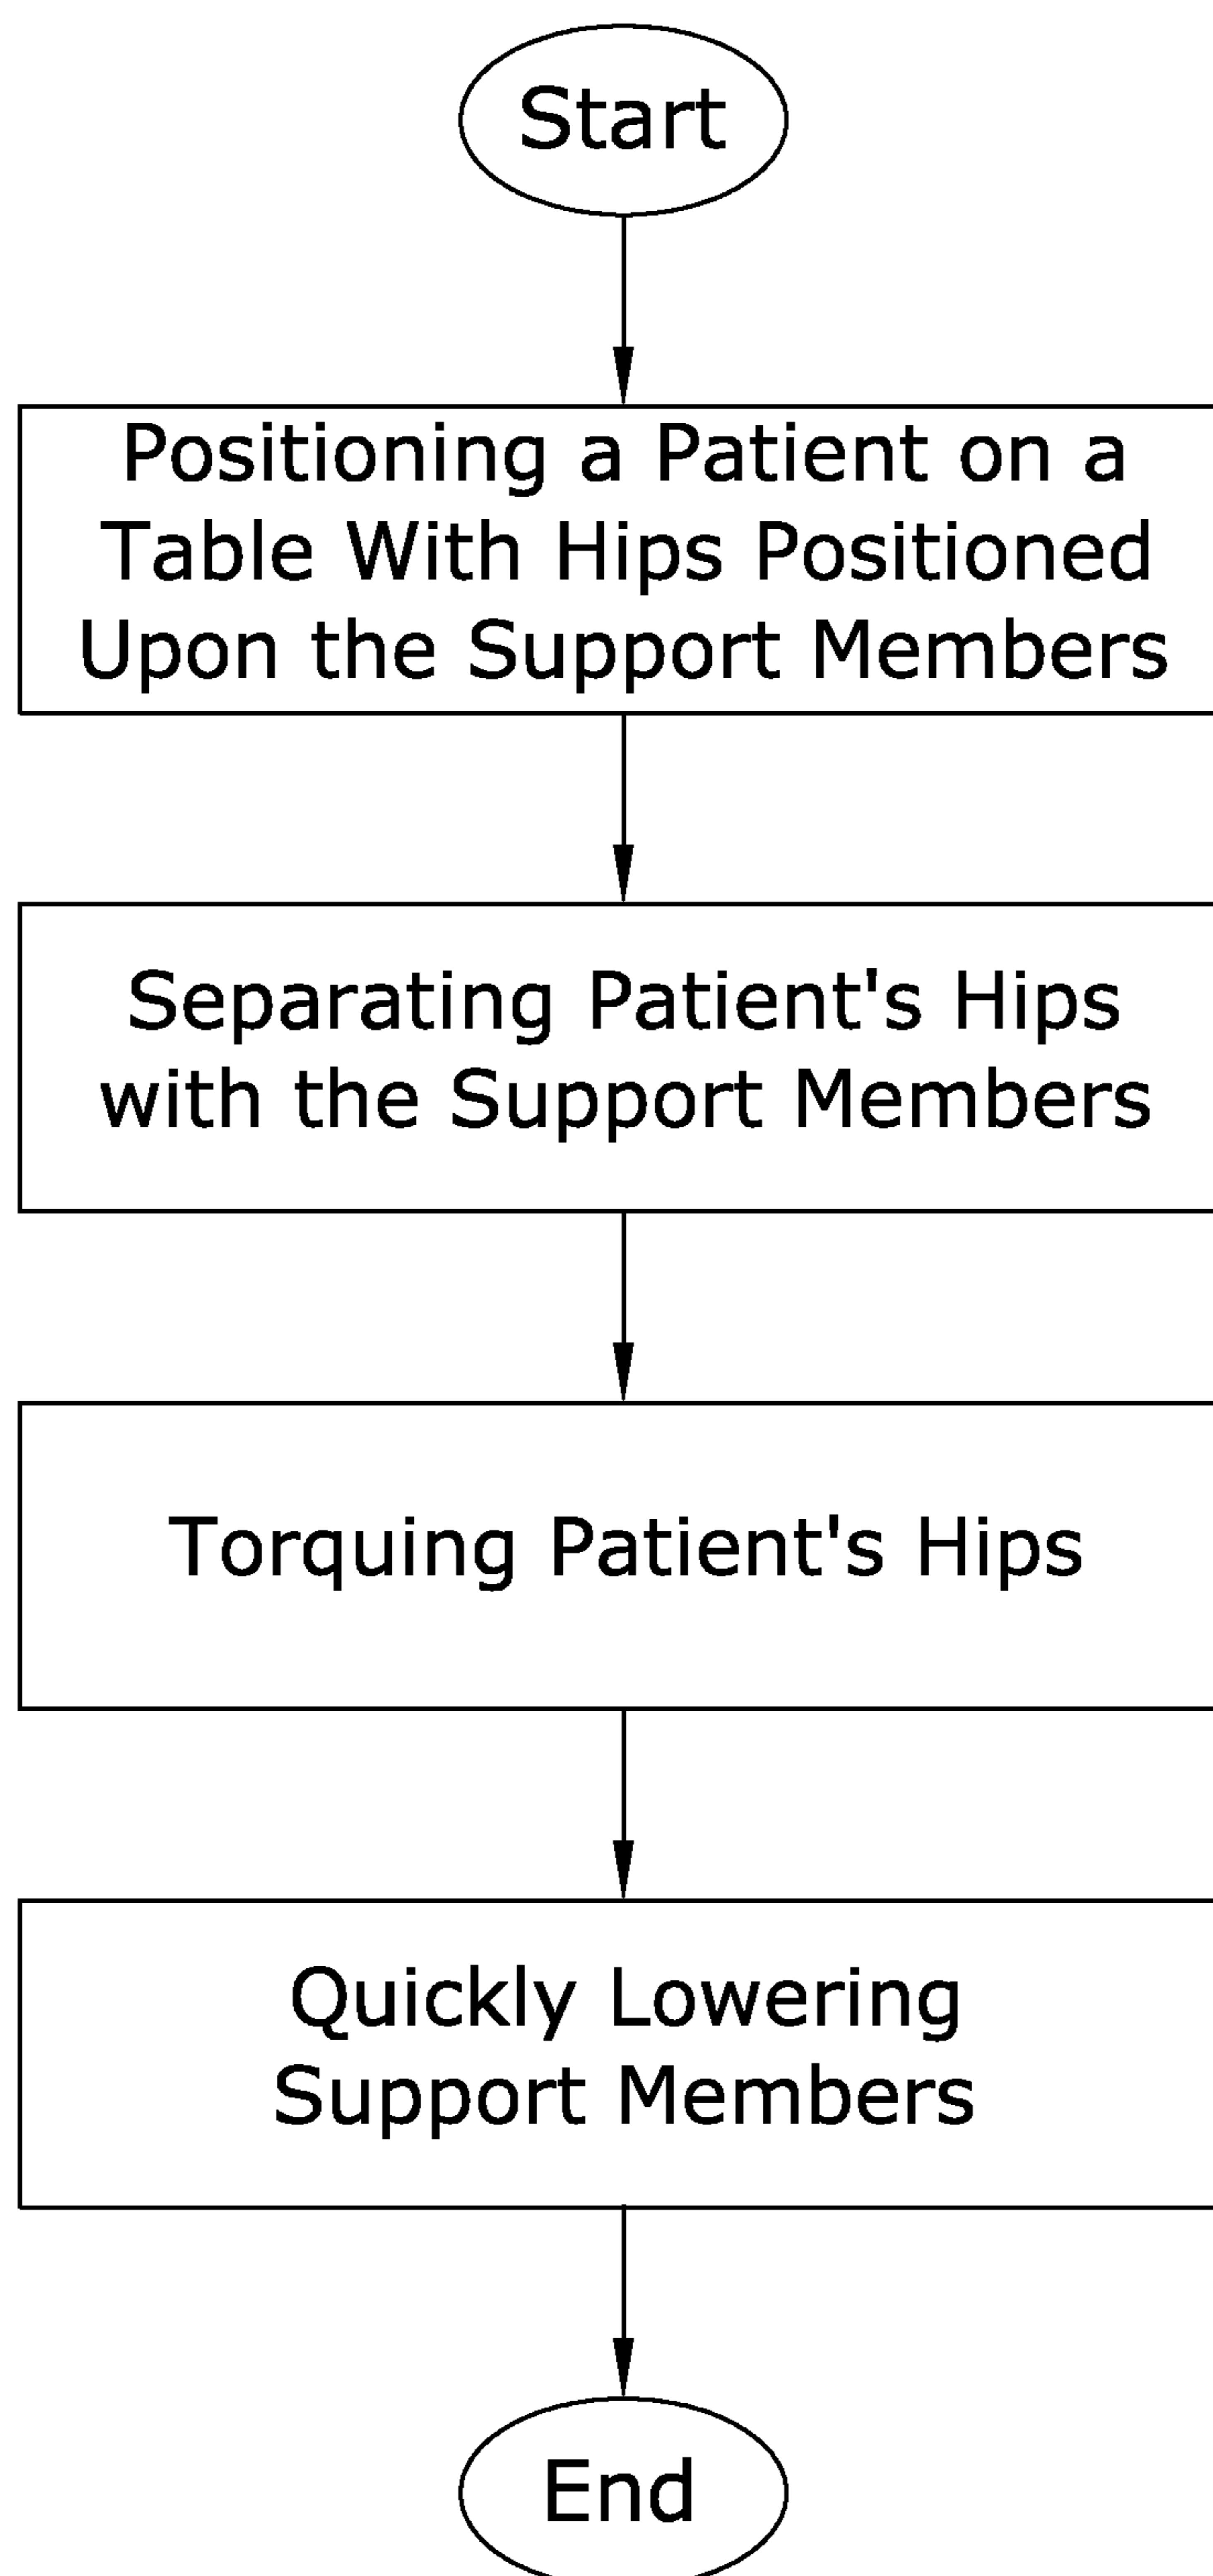 Start
Positioning a Patient on a
Table With Hips Positioned
Upon the Support Members
Separating Patient's Hips
with the Support Members
Torquing Patient's Hips
Quickly Lowering
Support Members
End